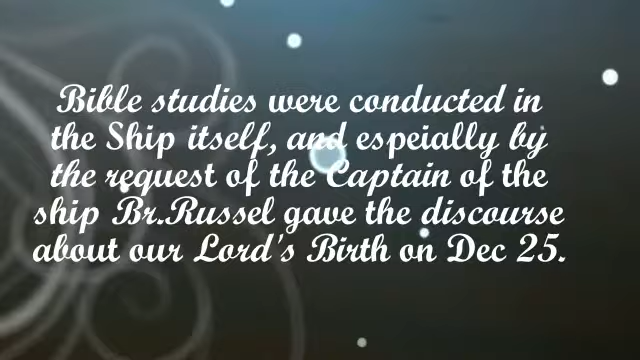 Bible studies were conducted in
the Ship itself, and espeially by
the request of the Captain of the
ship Br.Russel gave the discourse
about our Lord's Birth on Dec 25.